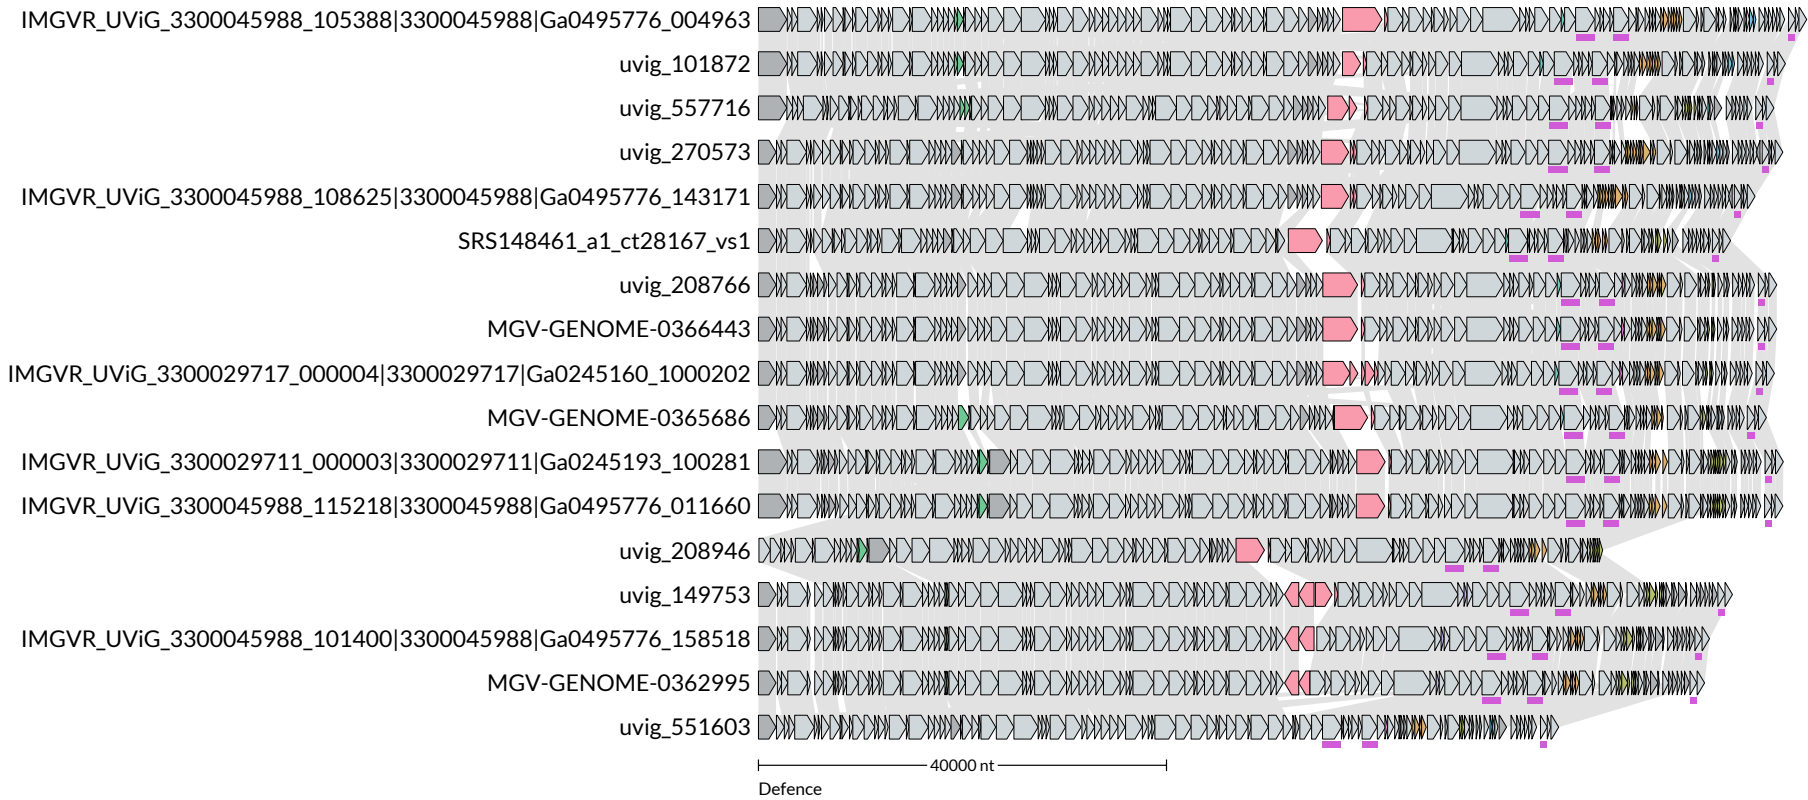 IMGVR_UViG_3300045988_105388|3300045988|Ga0495776_004963
uvig_101872
uvig_557716
uvig_270573
IMGVR_UViG_3300045988_108625|3300045988|Ga0495776_143171
SRS148461_a1_ct28167_vs1
uvig_208766
MGV-GENOME-0366443
IMGVR_UViG_3300029717_000004|3300029717|Ga0245160_1000202
MGV-GENOME-0365686
IMGVR_UViG_3300029711_000003|3300029711|Ga0245193_100281
IMGVR_UViG_3300045988_115218|3300045988|Ga0495776_011660
uvig_208946
uvig_149753
IMGVR_UViG_3300045988_101400|3300045988|Ga0495776_158518
MGV-GENOME-0362995
uvig_551603
40000 nt
Defence